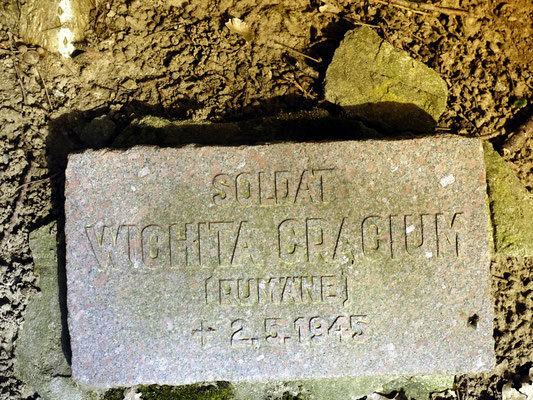 SOLDAT
WICHITA CRACIUM
(RUMÄNE)
+ 2.5.1945